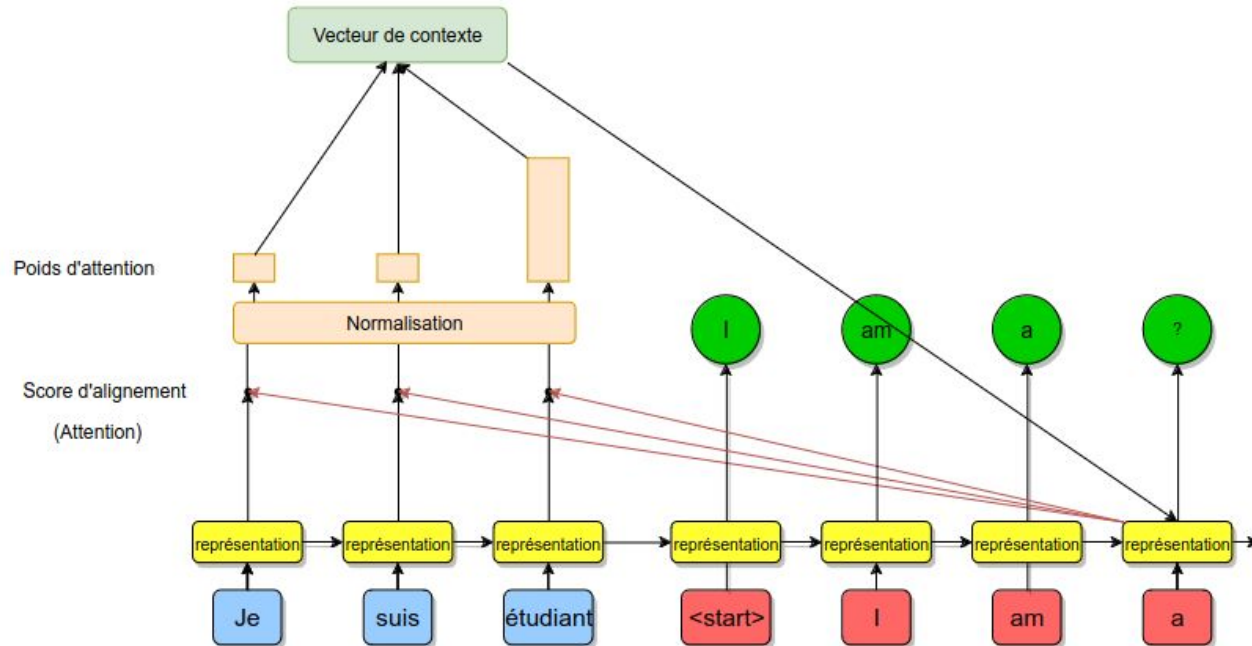 Vecteur de contexte
Poids d'attention
Normalisation
I
am
a
?
Score d'alignement
(Attention)
représentation
représentation
représentation
représentation
représentation
représentation
représentation
Je
suis
étudiant
<start>
I
am
a